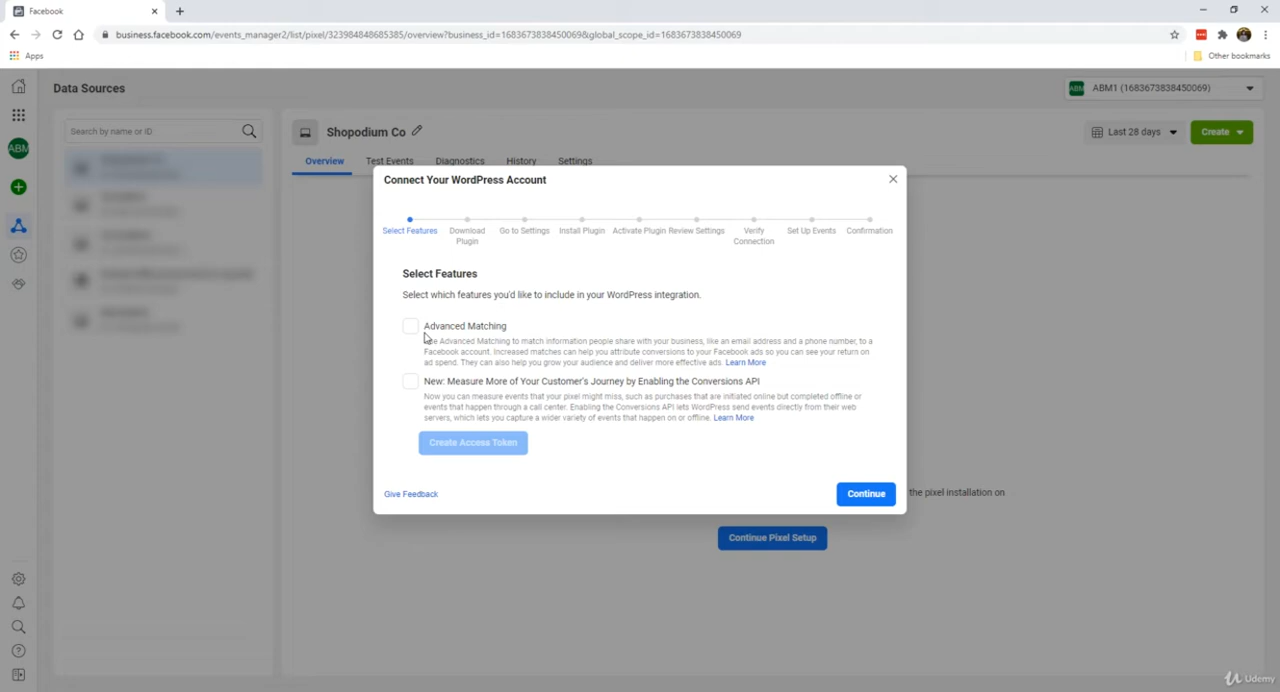 Facebook
business.facebook.com/events_manager2/list/pixel/323984848685385/overview?business_id=1683673838450069&global_scope_id=1683673838450069
Apps
Other bookmarks
Data Sources
ABM
ABM1 (1683673838450069)
Search by name or ID
Shopodium Co
Last 28 days
Create
ABM
Overview
Test Events
Diagnostics
History
Settings
Connect Your WordPress Account
Select Features
Download
Plugin
Go to Settings
Install Plugin
Activate Plugin
Review Settings
Verify
Connection
Set Up Events
Confirmation
Select Features
Select which features you'd like to include in your WordPress integration.
Advanced Matching
Advanced Matching to match information people share with your business, like an email address and a phone number, to a
Facebook account. Increased matches can help you attribute conversions to your Facebook ads so you can see your return on
ad spend. They can also help you grow your audience and deliver more effective ads. Learn More
New: Measure More of Your Customer's Journey by Enabling the Conversions API
Now you can measure events that your pixel might miss, such as purchases that are initiated online but completed offline or
events that happen through a call center. Enabling the Conversions API lets WordPress send events directly from their web
servers, which lets you capture a wider variety of events that happen on or offline. Learn More
Create Access Token
Give Feedback
Continue
the pixel installation on
Continue Pixel Setup
Udemy